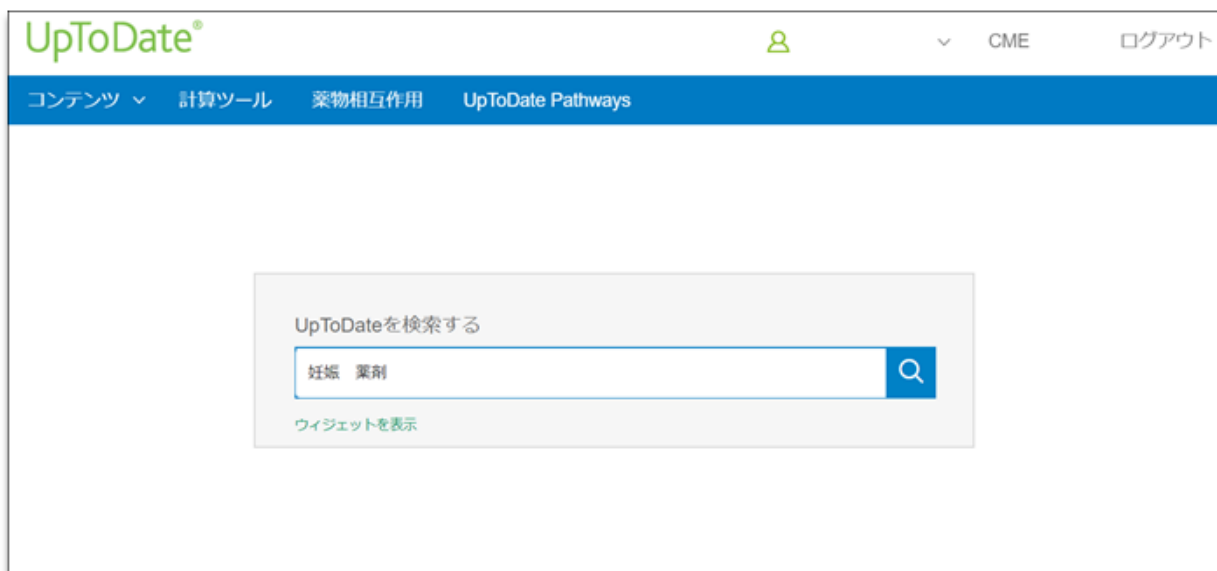 UpToDate® CME ログアウト
コンテンツ 計算ツール 薬物相互作用 UpToDate Pathways
UpToDateを検索する
妊娠　薬剤
ウィジェットを表示